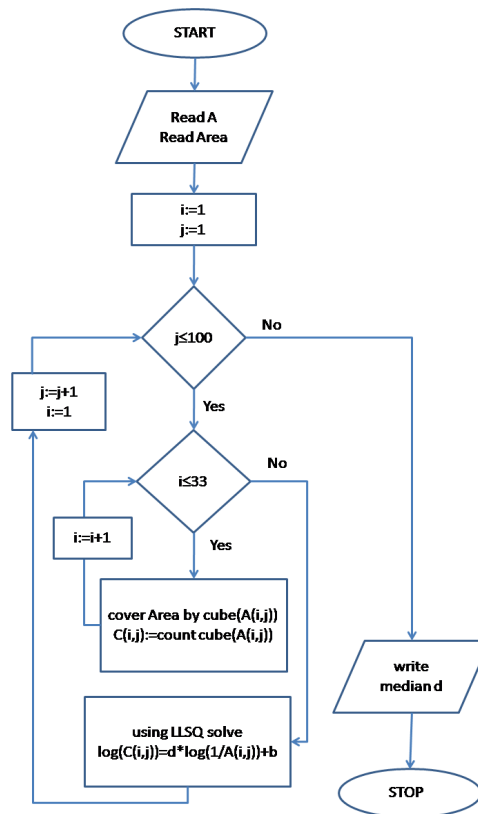 START
Read A
Read Area
i:=1
j:=1
j≤100
No
j:=j+1
i:=1
Yes
i≤33
No
i:=i+1
Yes
cover Area by cube(A(i,j))
C(i,j):=count cube(A(i,j))
write
median d
using LLSQ solve
log(C(i,j))=d*log(1/A(i,j))+b
STOP